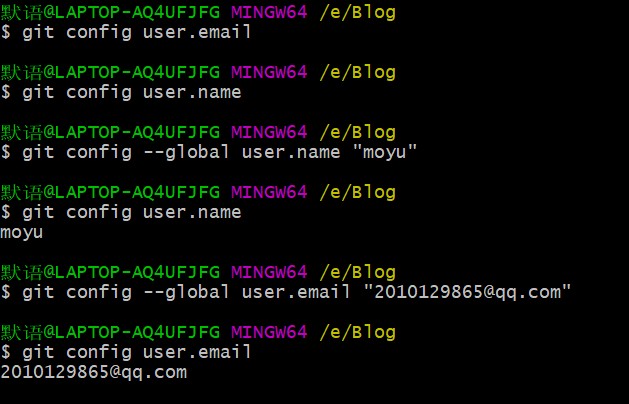 默语@LAPTOP-AQ4UFJFG MINGW64 /e/Blog
$ git config user.email
默语@LAPTOP-AQ4UFJFG MINGW64 /e/Blog
$ git config user.name
默语@LAPTOP-AQ4UFJFG MINGW64 /e/Blog
$ git config --global user.name "moyu"
默语@LAPTOP-AQ4UFJFG MINGW64 /e/Blog
$ git config user.name
moyu
默语@LAPTOP-AQ4UFJFG MINGW64 /e/Blog
$ git config --global user.email "2010129865@qq.com"
默语@LAPTOP-AQ4UFJFG MINGW64 /e/Blog
$ git config user.email
2010129865@qq.com